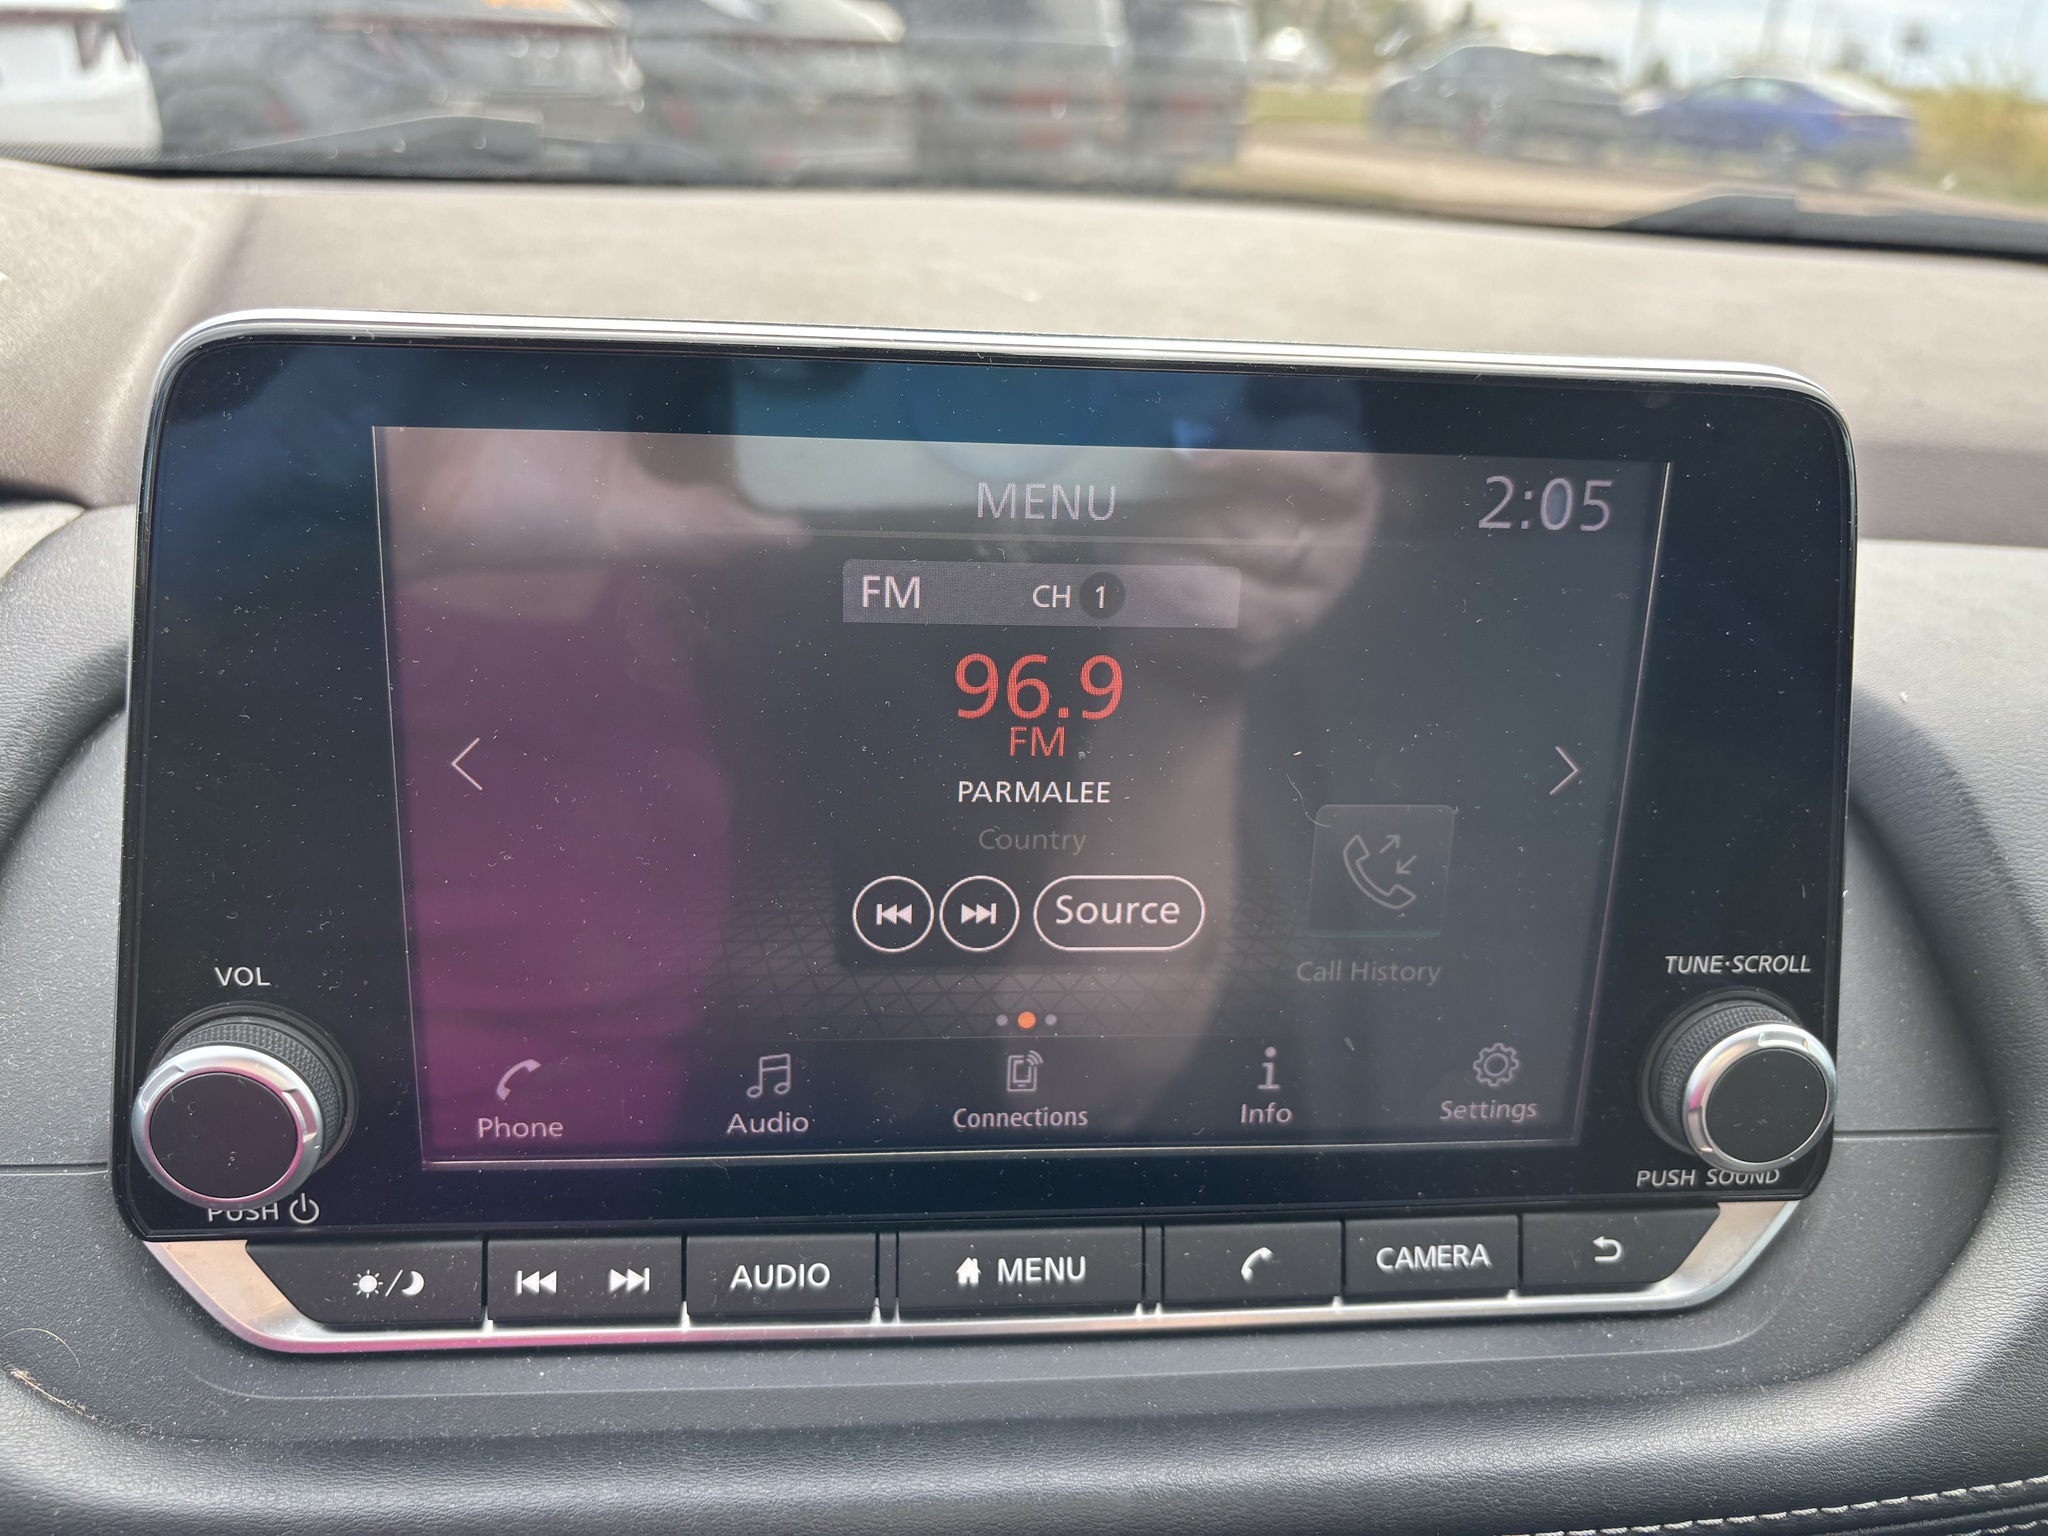 MENU
2:05
FM CH 1
96.9
FM
PARMALEE
Country
Source
Call History
VOL
TUNE·SCROLL
Phone
Audio
Connections
Info
Settings
PUSH
PUSH SOUND
AUDIO
MENU
CAMERA